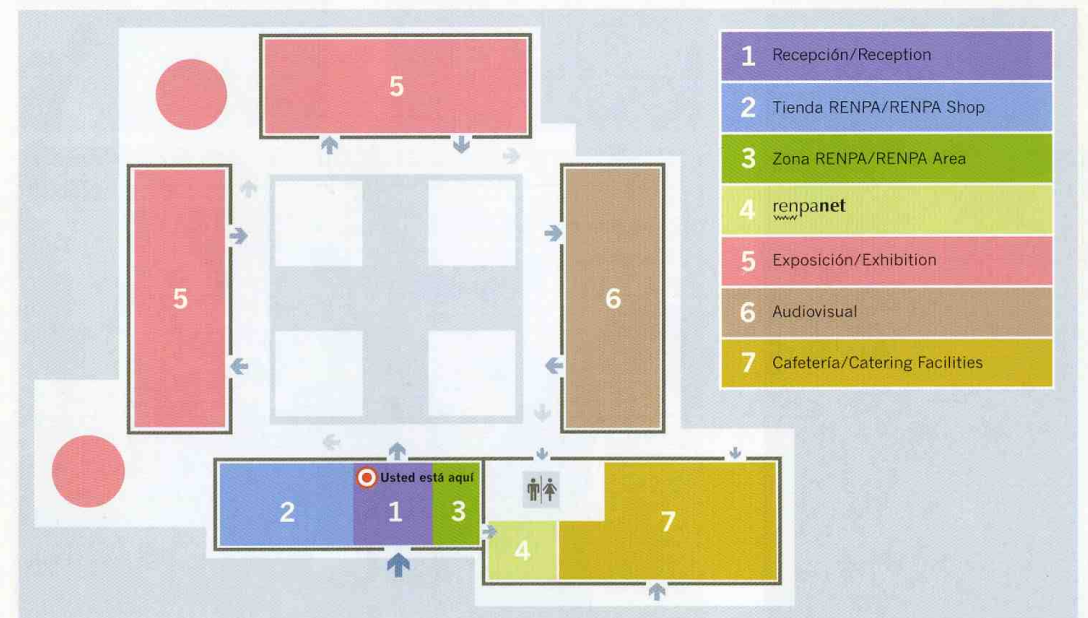 1 Recepción/Reception
2 Tienda RENPA/RENPA Shop
3 Zona RENPA/RENPA Area
4 renpanet
5 Exposición/Exhibition
6 Audiovisual
7 Cafetería/Catering Facilities
5
5
6
Usted está aquí
2 1 3
4
7